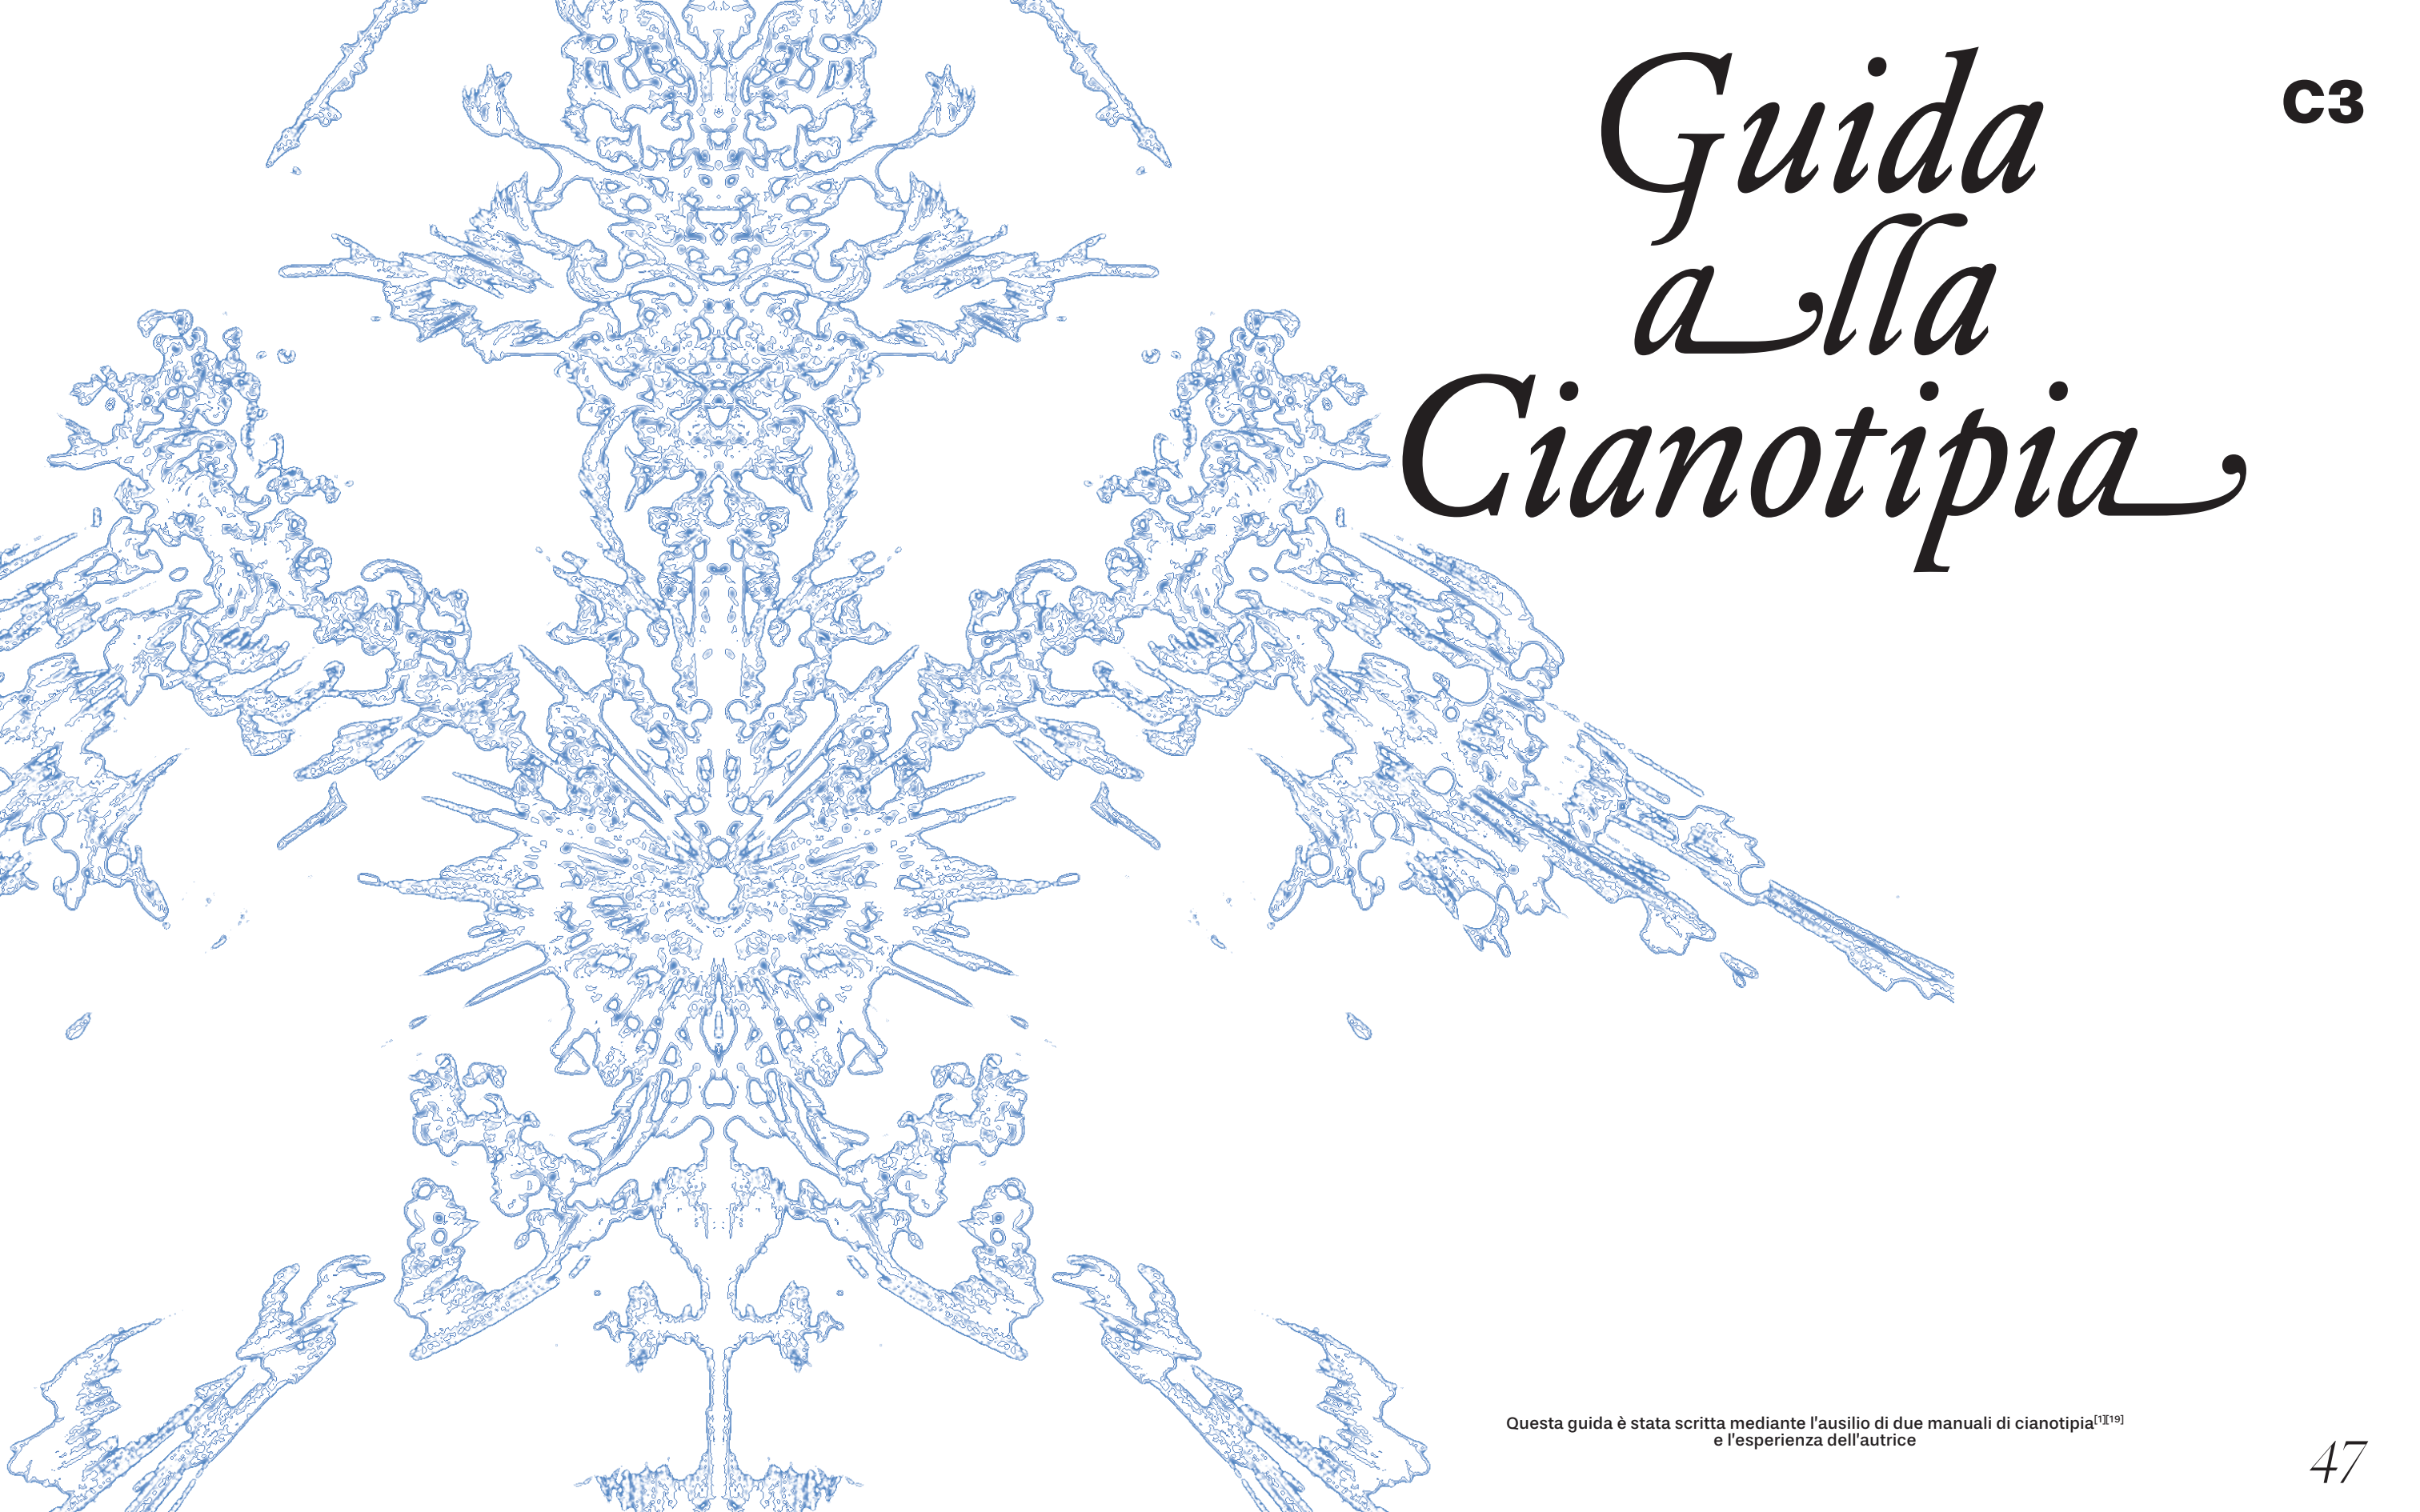 Guida
alla
Cianotipia
C3
Questa guida è stata scritta mediante l'ausilio di due manuali di cianotipia[1][19]
e l'esperienza dell'autrice
47